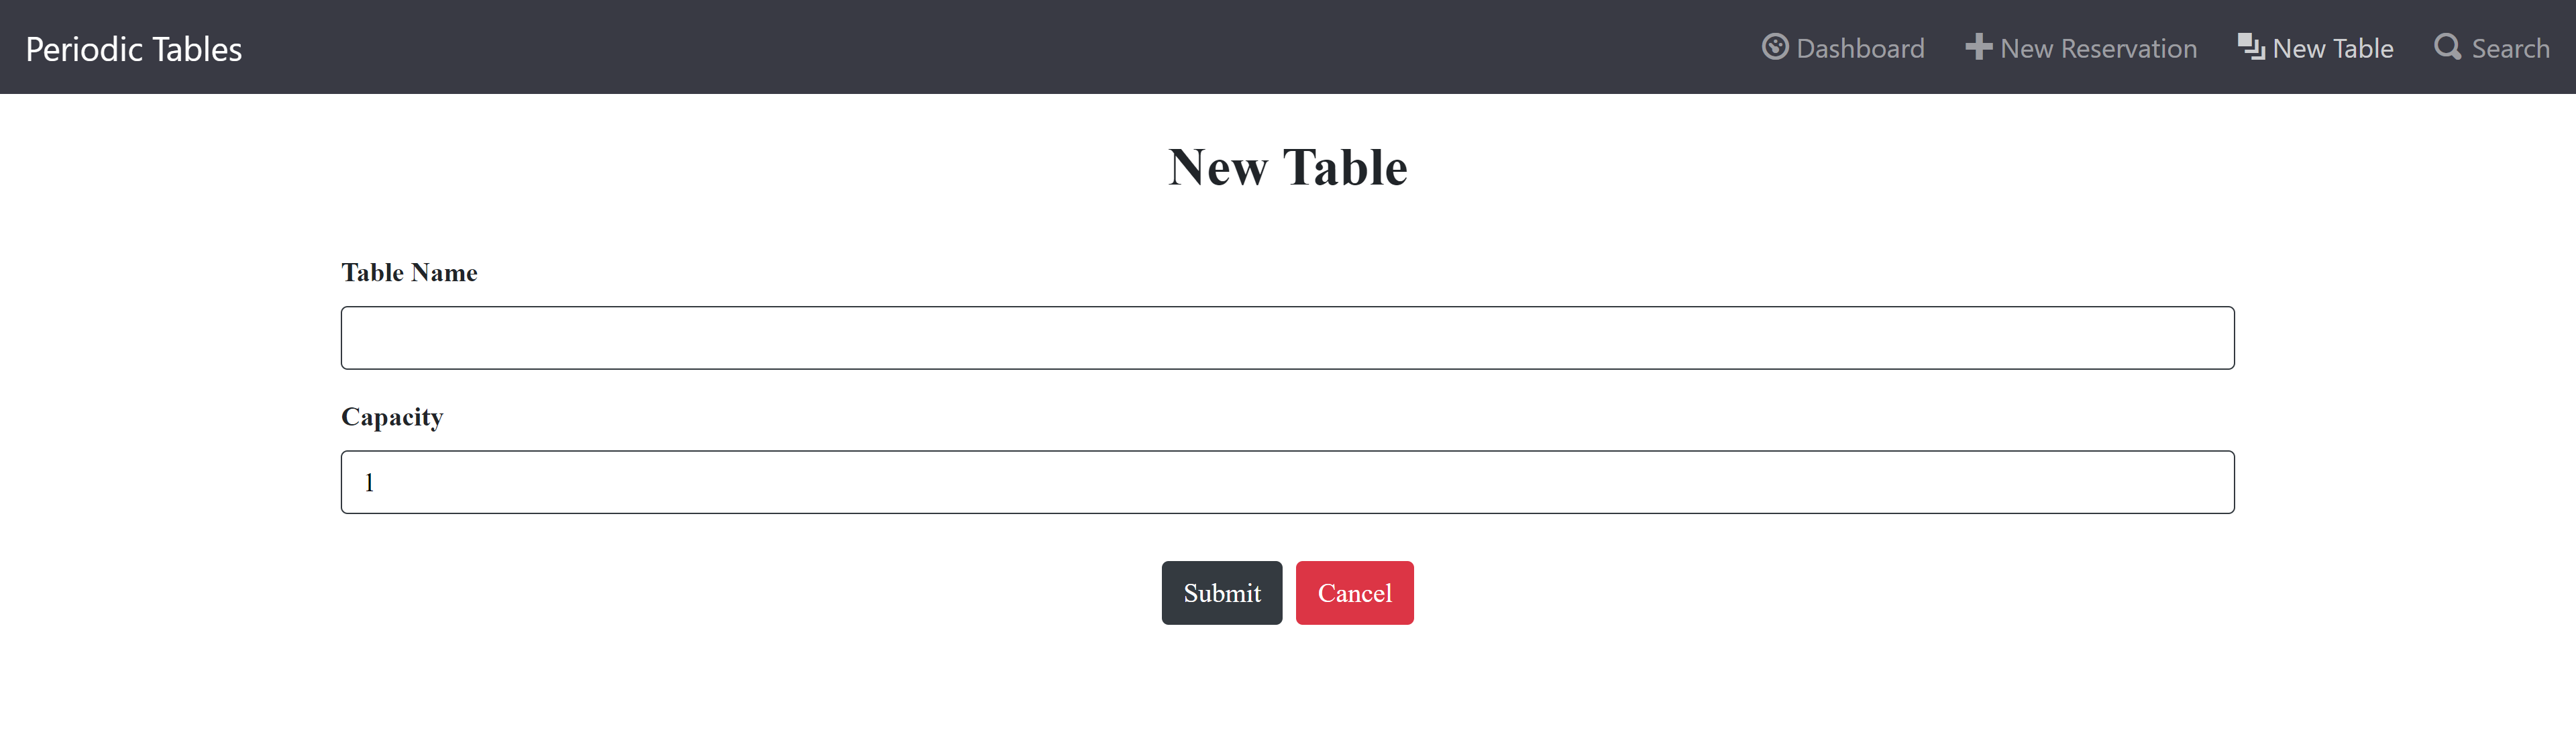 Periodic Tables
Dashboard
New Reservation
New Table
Search
New Table
Table Name
Capacity
1
Submit
Cancel